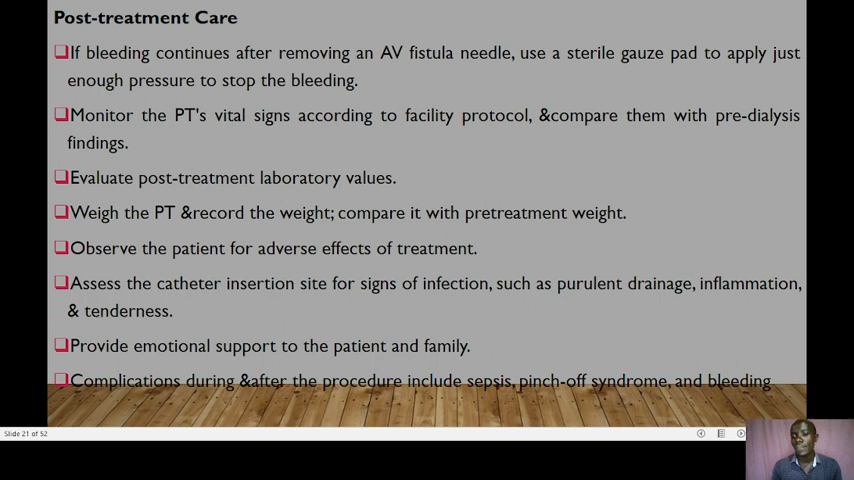 Post-treatment Care
❑If bleeding continues after removing an AV fistula needle, use a sterile gauze pad to apply just
enough pressure to stop the bleeding.
❑Monitor the PT's vital signs according to facility protocol, &compare them with pre-dialysis
findings.
❑Evaluate post-treatment laboratory values.
❑Weigh the PT &record the weight; compare it with pretreatment weight.
❑Observe the patient for adverse effects of treatment.
❑Assess the catheter insertion site for signs of infection, such as purulent drainage, inflammation,
& tenderness.
❑Provide emotional support to the patient and family.
❑Complications during &after the procedure include sepsis, pinch-off syndrome, and bleeding
Slide 21 of 52